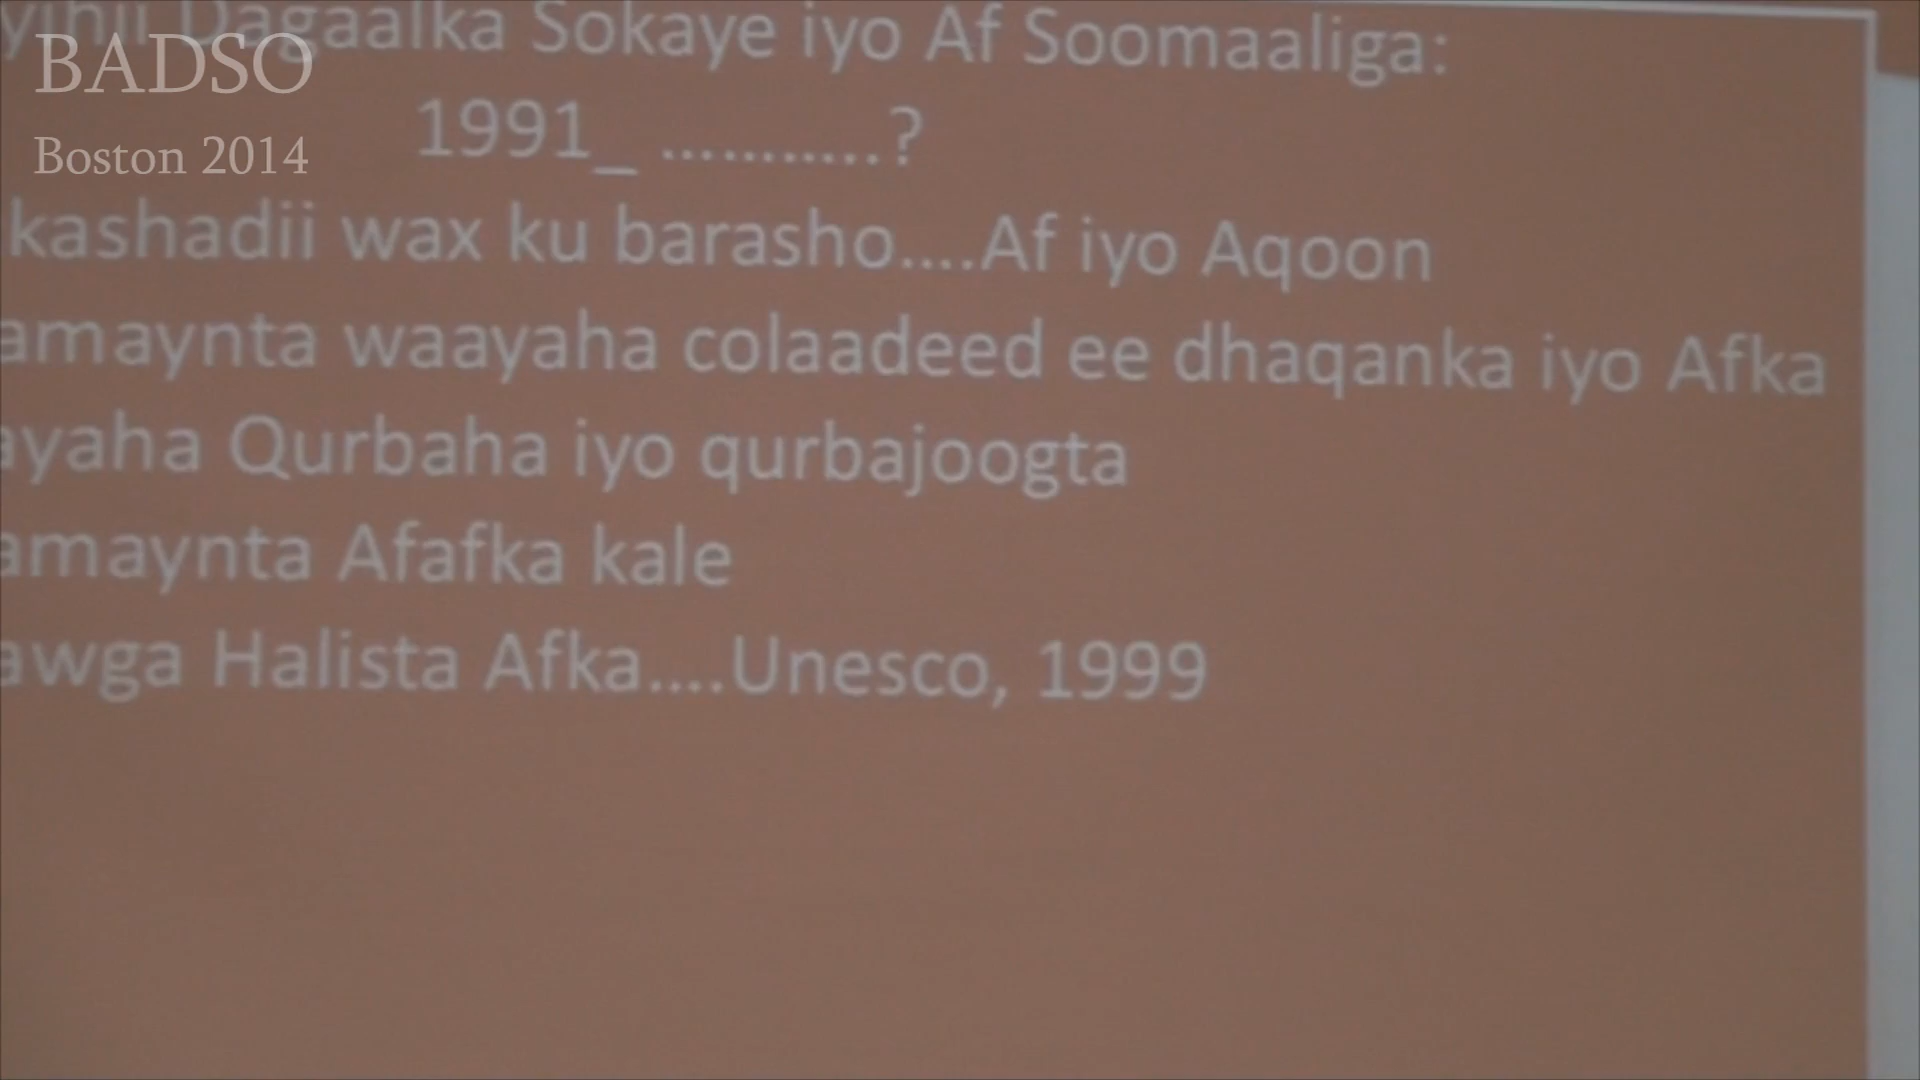 BADSO
Boston 2014
Dagaalka Sokaye iyo Af Soomaaliga:
1991_ ...........?
kashadii wax ku barasho....Af iyo Aqoon
amaynta waayaha colaadeed ee dhaqanka iyo Afka
ayaha Qurbaha iyo qurbajoogta
amaynta Afafka kale
awga Halista Afka....Unesco, 1999